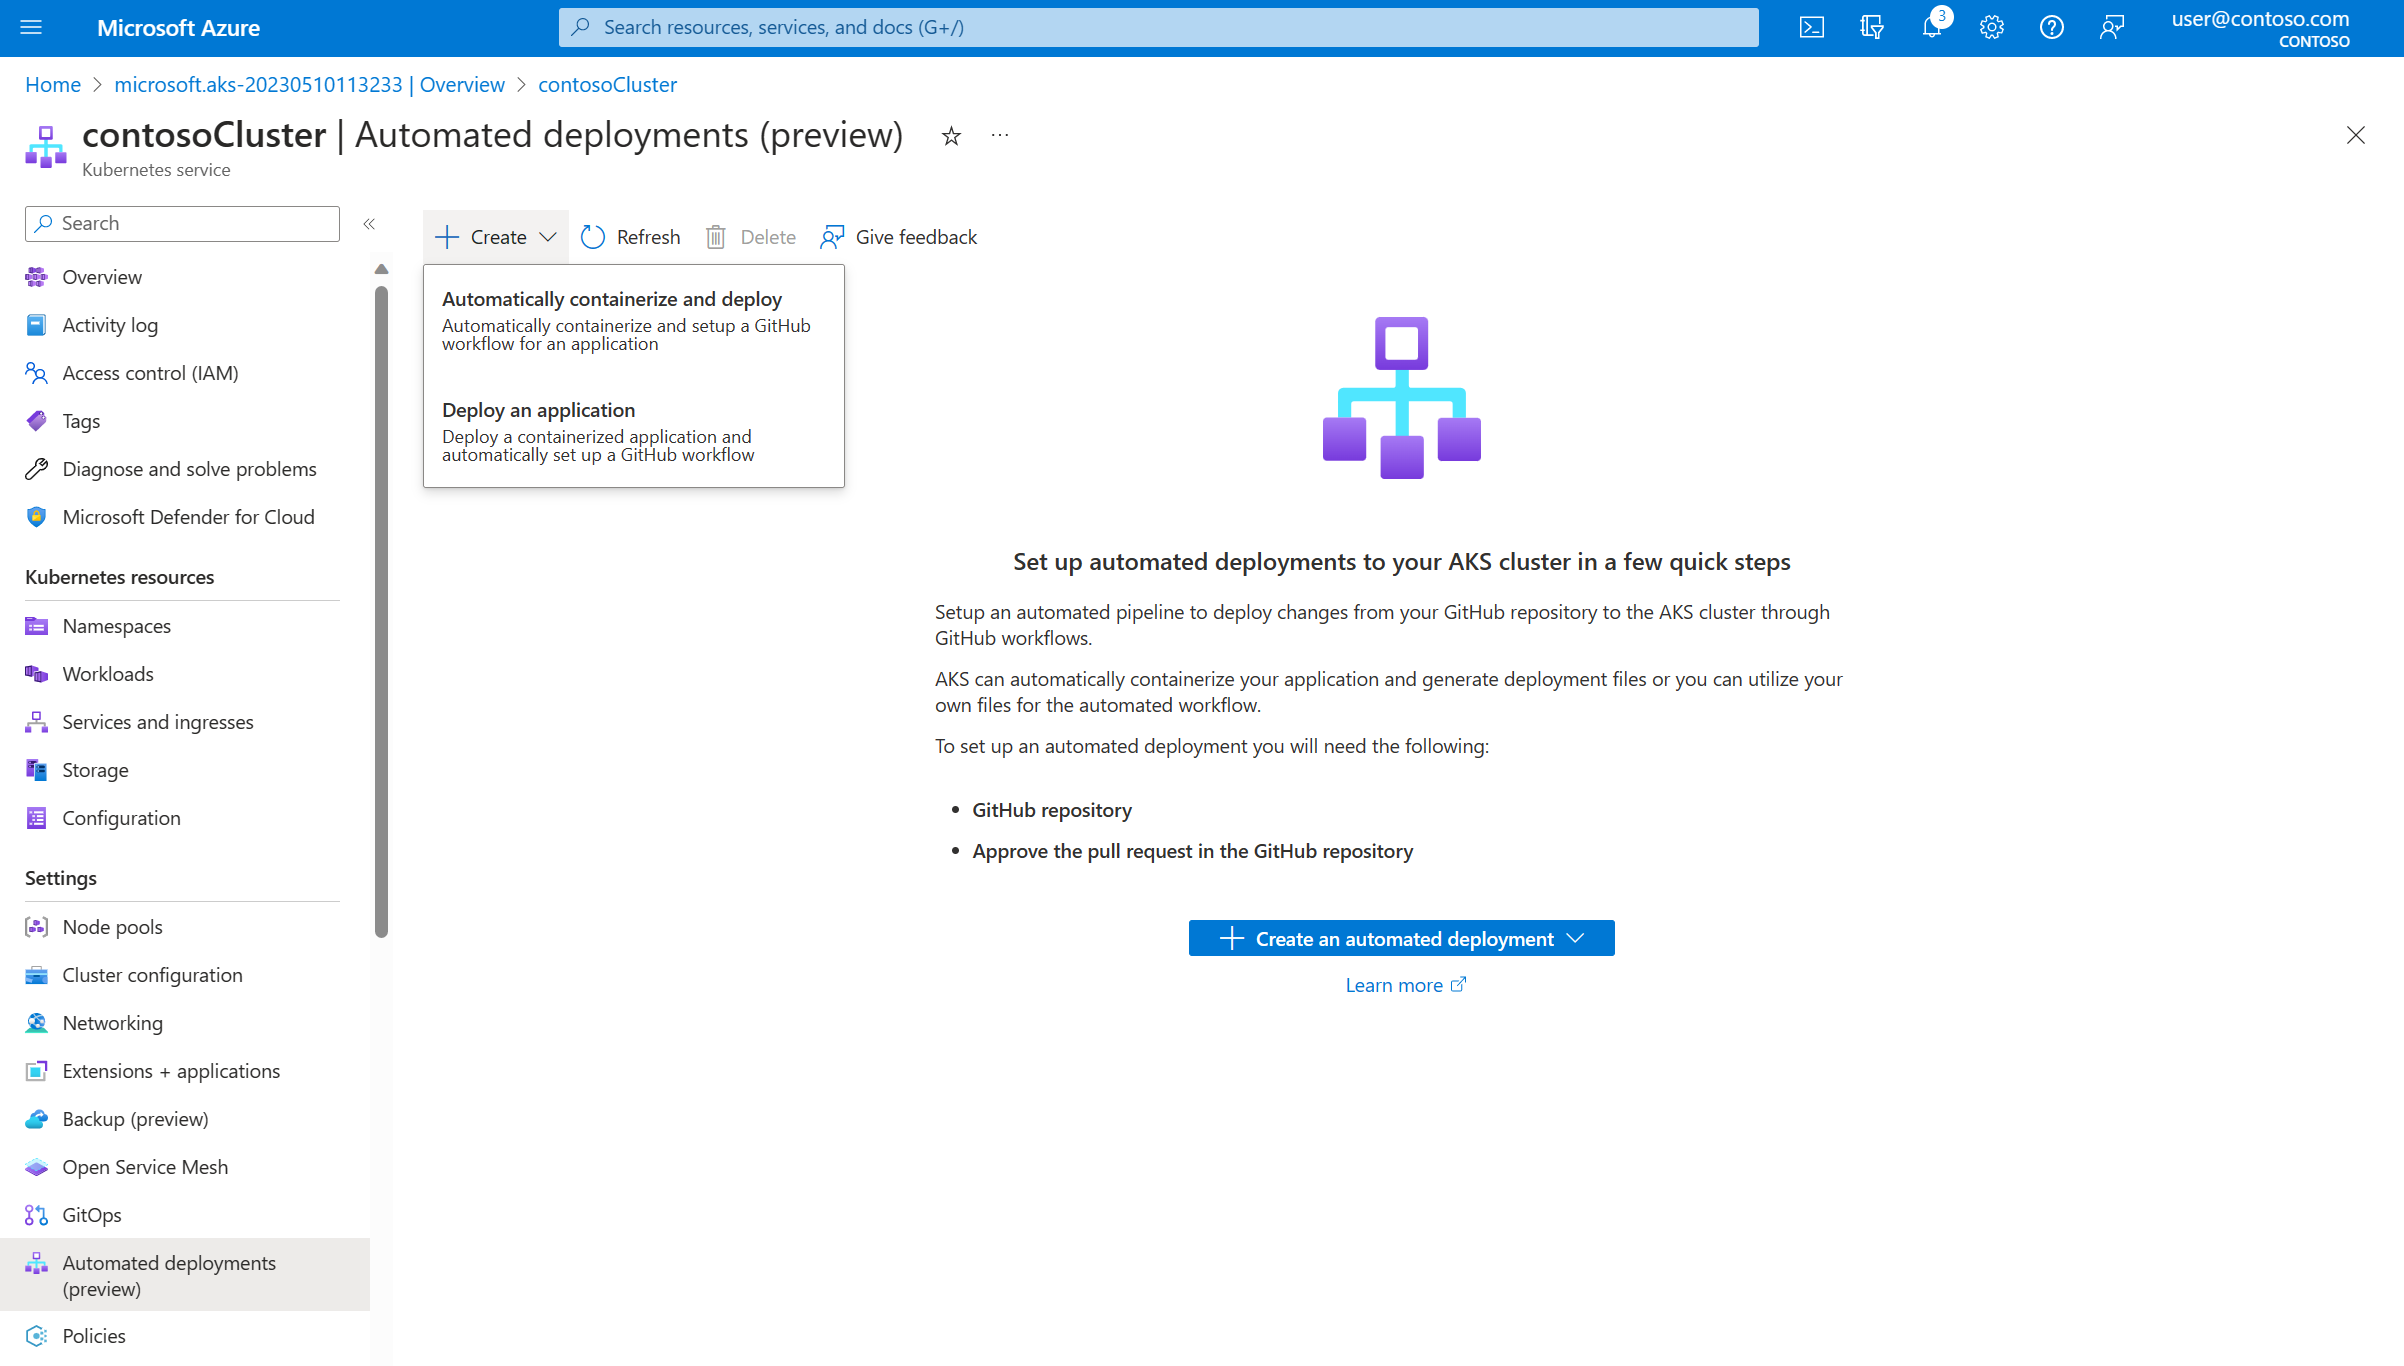 Microsoft Azure
Search resources, services, and docs (G+/)
3
user@contoso.com
CONTOSO
Home > microsoft.aks-20230510113233 | Overview > contosoCluster
contosoCluster | Automated deployments (preview)
Kubernetes service
Search
Overview
Activity log
Access control (IAM)
Tags
Diagnose and solve problems
Microsoft Defender for Cloud
Kubernetes resources
Namespaces
Workloads
Services and ingresses
Storage
Configuration
Settings
Node pools
Cluster configuration
Networking
Extensions + applications
Backup (preview)
Open Service Mesh
GitOps
Automated deployments
(preview)
Policies
Create
Refresh
Delete
Give feedback
Automatically containerize and deploy
Automatically containerize and setup a GitHub
workflow for an application
Deploy an application
Deploy a containerized application and
automatically set up a GitHub workflow
Set up automated deployments to your AKS cluster in a few quick steps
Setup an automated pipeline to deploy changes from your GitHub repository to the AKS cluster through
GitHub workflows.
AKS can automatically containerize your application and generate deployment files or you can utilize your
own files for the automated workflow.
To set up an automated deployment you will need the following:
• GitHub repository
• Approve the pull request in the GitHub repository
Create an automated deployment
Learn more